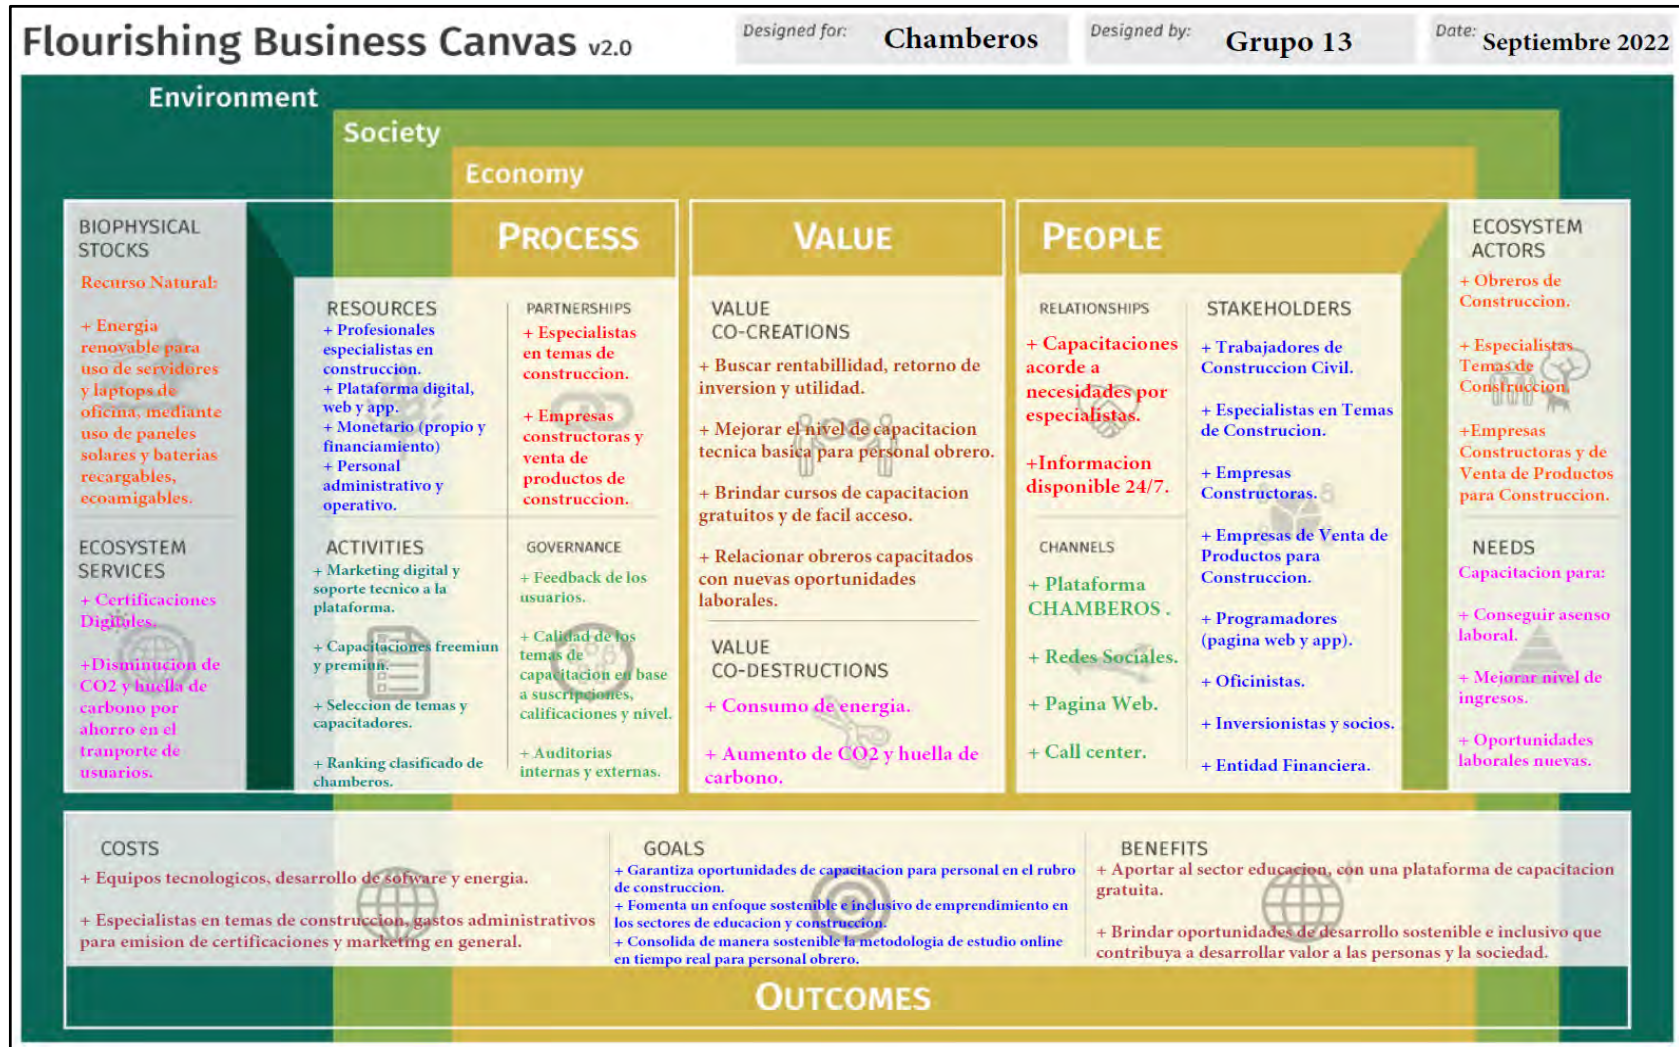 Flourishing Business Canvas v2.0
Designed for:
Chamberos
Designed by:
Grupo 13
Date:
Septiembre 2022
Environment
Society
Economy
BIOPHYSICAL
STOCKS
Recurso Natural:
+ Energia
renovable para
uso de servidores
y laptops de
oficina, mediante
uso de paneles
solares y baterias
recargables,
ecoamigables.
ECOSYSTEM
SERVICES
+ Certificaciones
Digitales.
+Disminucion de
CO2 y huella de
carbono por
ahorro en el
tranporte de
usuarios.
PROCESS
RESOURCES
+ Profesionales
especialistas en
construccion.
+ Plataforma digital,
web y app.
+ Monetario (propio y
financiamiento)
+ Personal
administrativo y
operativo.
PARTNERSHIPS
+ Especialistas
en temas de
construccion.
+ Empresas
constructoras y
venta de
productos de
construccion.
ACTIVITIES
+ Marketing digital y
soporte tecnico a la
plataforma.
+ Capacitaciones freemiun
y premiun.
+ Seleccion de temas y
capacitadores.
+ Ranking clasificado de
chamberos.
GOVERNANCE
+ Feedback de los
usuarios.
+ Calidad de los
temas de
capacitacion en base
a suscripciones,
calificaciones y nivel.
+ Auditorias
internas y externas.
VALUE
VALUE
CO-CREATIONS
+ Buscar rentabillidad, retorno de
inversion y utilidad.
+ Mejorar el nivel de capacitacion
tecnica basica para personal obrero.
+ Brindar cursos de capacitacion
gratuitos y de facil acceso.
+ Relacionar obreros capacitados
con nuevas oportunidades
laborales.
VALUE
CO-DESTRUCTIONS
+ Consumo de energia.
+ Aumento de CO2 y huella de
carbono.
PEOPLE
RELATIONSHIPS
+ Capacitaciones
acorde a
necesidades por
especialistas.
+Informacion
disponible 24/7.
CHANNELS
+ Plataforma
CHAMBEROS .
+ Redes Sociales.
+ Pagina Web.
+ Call center.
STAKEHOLDERS
+ Trabajadores de
Construccion Civil.
+ Especialistas en Temas
de Construcion.
+ Empresas
Constructoras.
+ Empresas de Venta de
Productos para
Construccion.
+ Programadores
(pagina web y app).
+ Oficinistas.
+ Inversionistas y socios.
+ Entidad Financiera.
ECOSYSTEM
ACTORS
+ Obreros de
Construccion.
+ Especialistas
Temas de
Construccion.
+Empresas
Constructoras y de
Venta de Productos
para Construccion.
NEEDS
Capacitacion para:
+ Conseguir asenso
laboral.
+ Mejorar nivel de
ingresos.
+ Oportunidades
laborales nuevas.
COSTS
+ Equipos tecnologicos, desarrollo de sofware y energia.
+ Especialistas en temas de construccion, gastos administrativos
para emision de certificaciones y marketing en general.
GOALS
+ Garantiza oportunidades de capacitacion para personal en el rubro
de construccion.
+ Fomenta un enfoque sostenible e inclusivo de emprendimiento en
los sectores de educacion y construccion.
+ Consolida de manera sostenible la metodologia de estudio online
en tiempo real para personal obrero.
BENEFITS
+ Aportar al sector educacion, con una plataforma de capacitacion
gratuita.
+ Brindar oportunidades de desarrollo sostenible e inclusivo que
contribuya a desarrollar valor a las personas y la sociedad.
OUTCOMES